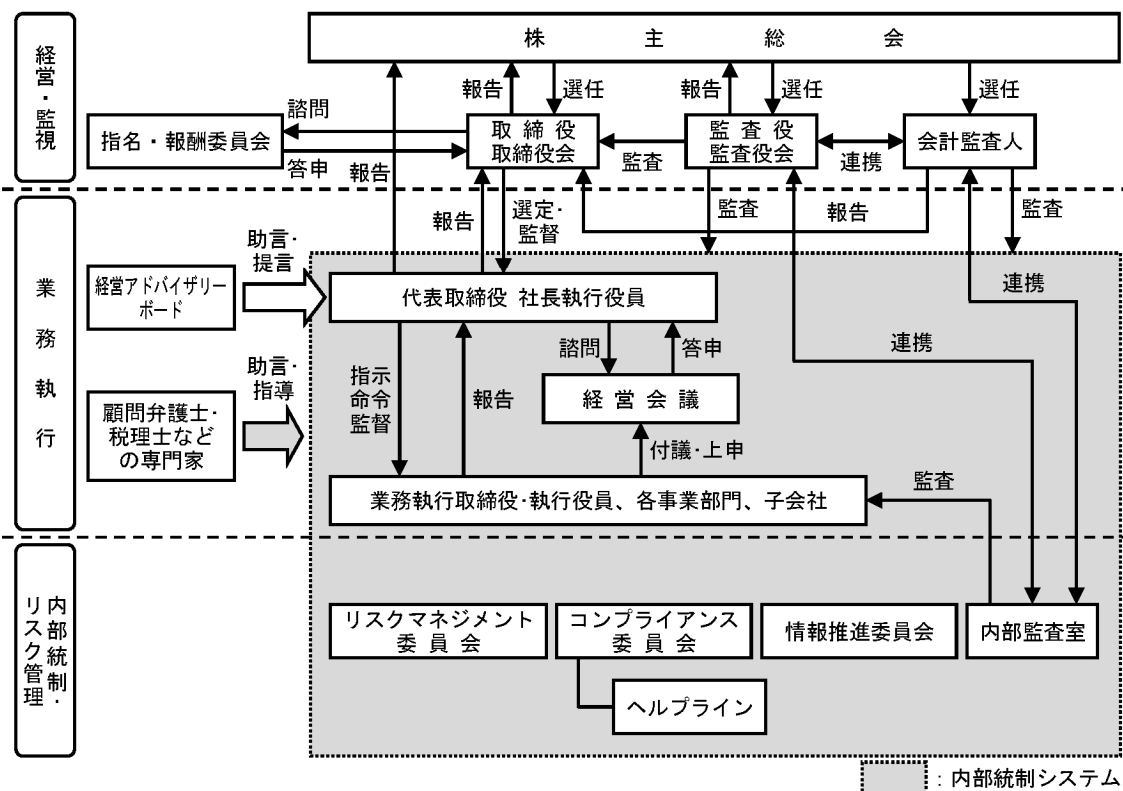 株主総会
経営・監視
報告
選任
報告
選任
選任
諮問
指名・報酬委員会
答申
取締役
取締役会
監査
監査役
監査役会
連携
会計監査人
報告
報告
選定・
監督
監査
報告
監査
業務執行
助言・
提言
経営アドバイザリー
ボード
代表取締役 社長執行役員
連携
連携
諮問
答申
助言・
指導
指示
命令
監督
報告
経営会議
顧問弁護士・
税理士など
の専門家
付議・上申
業務執行取締役・執行役員、各事業部門、子会社
監査
内部統制・
リスク管理
リスクマネジメント
委員会
コンプライアンス
委員会
情報推進委員会
内部監査室
ヘルプライン
：内部統制システム